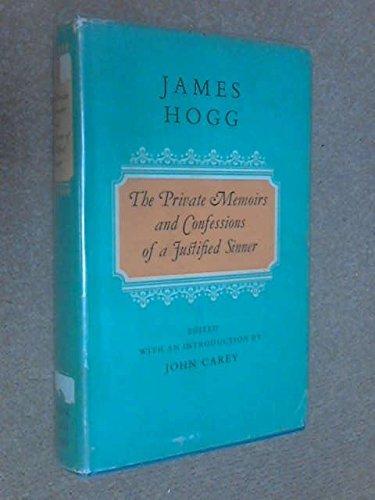 JAMES
HOGG
The Private Memoirs
and Confessions
of a Justified Sinner
EDITED
WITH AN INTRODUCTION BY
JOHN CAREY